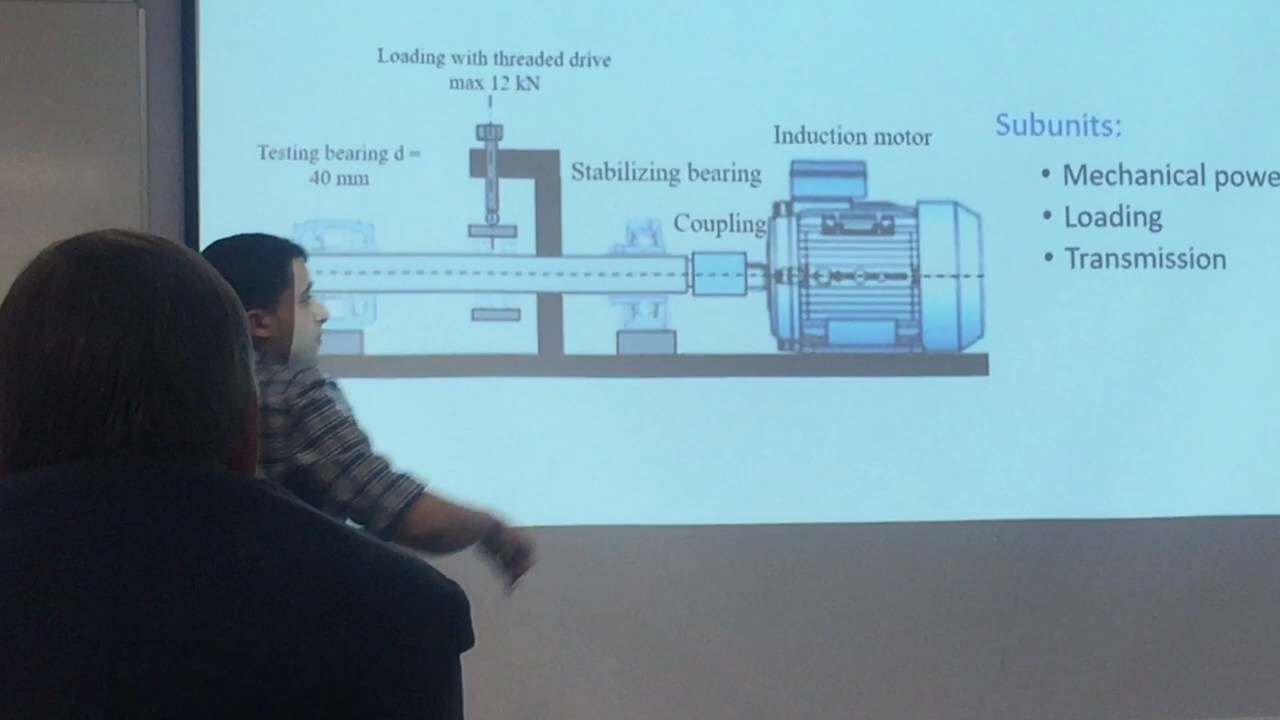 Loading with threaded drive
max 12 kN
Testing bearing d =
40 mm
Stabilizing bearing
Coupling
Induction motor
Subunits:
• Mechanical powe
• Loading
• Transmission